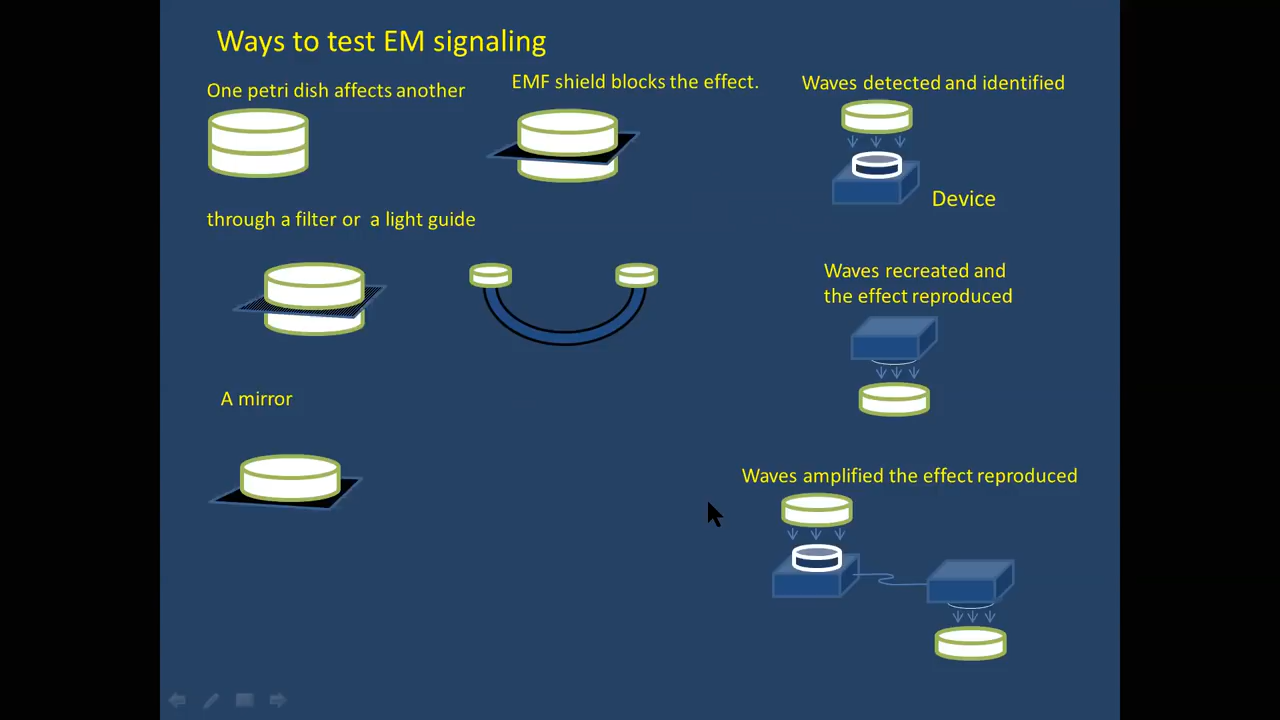 Ways to test EM signaling
One petri dish affects another
EMF shield blocks the effect.
Waves detected and identified
Device
through a filter or a light guide
Waves recreated and
the effect reproduced
A mirror
Waves amplified the effect reproduced